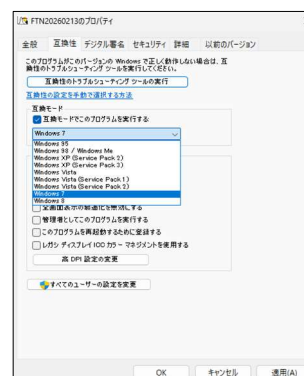 FTN20260213のプロパティ
全般 互換性 デジタル署名 セキュリティ 詳細 以前のバージョン
このプログラムがこのバージョンの Windows で正しく動作しない場合は、互
換性のトラブルシューティング ツールを実行してください。
互換性のトラブルシューティング ツールの実行
互換性の設定を手動で選択する方法
互換モード
互換モードでこのプログラムを実行する:
Windows 7
Windows 95
Windows 98 / Windows Me
Windows XP (Service Pack 2)
Windows XP (Service Pack 3)
Windows Vista
Windows Vista (Service Pack 1)
Windows Vista (Service Pack 2)
Windows 7
Windows 8
全画面表示の最適化を無効にする
管理者としてこのプログラムを実行する
このプログラムを再起動するために登録する
レガシ ディスプレイ ICC カラー マネジメントを使用する
高 DPI 設定の変更
すべてのユーザーの設定を変更
OK キャンセル 適用(A)